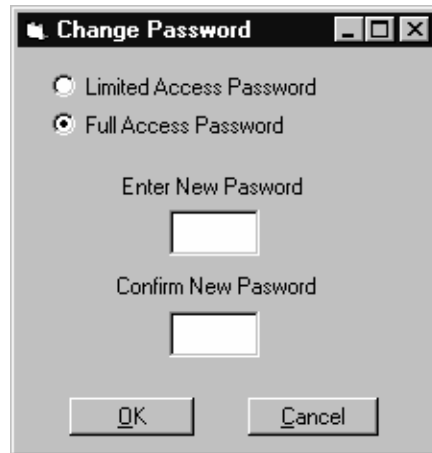 Change Password
Limited Access Password
Full Access Password
Enter New Pasword
Confirm New Pasword
OK
Cancel